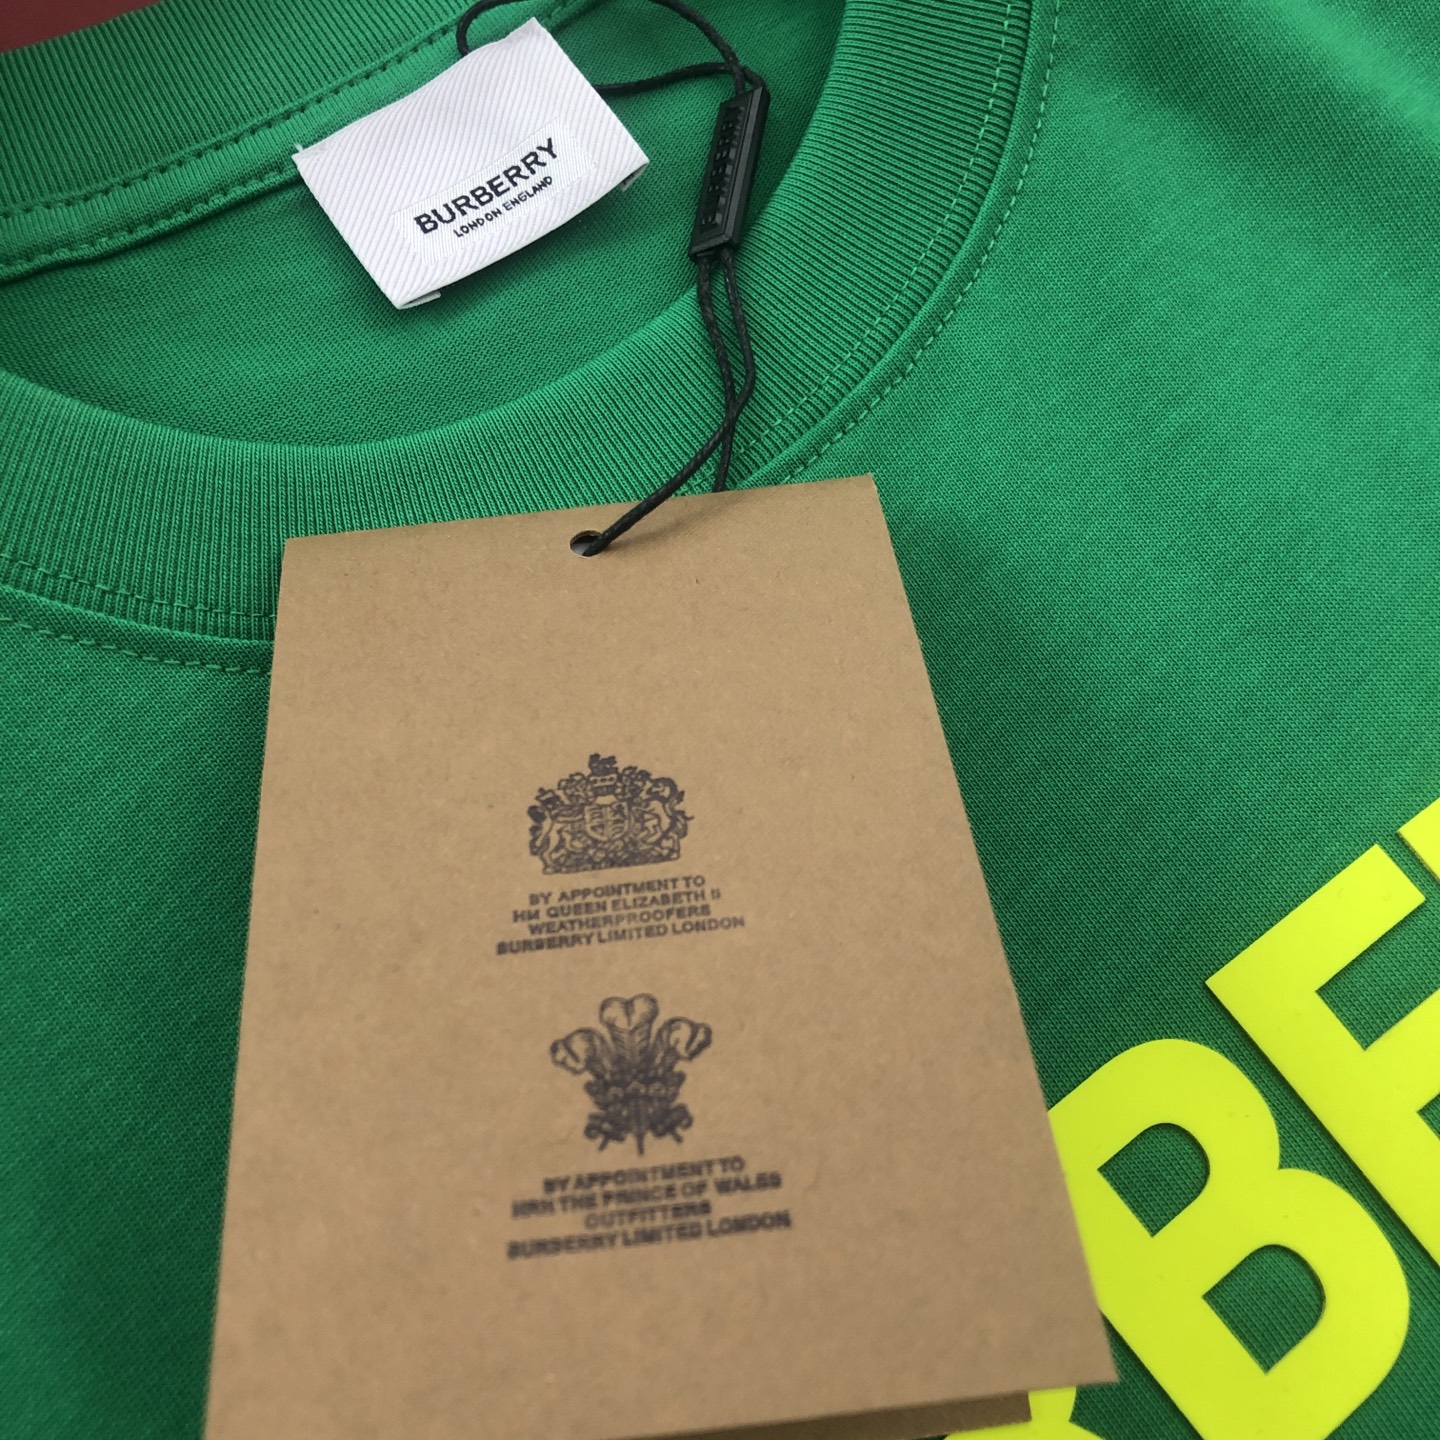 BURBERRY
LONDON ENGLAND
BURBERRY
BY APPOINTMENT TO
HM QUEEN ELIZABETH II
WEATHERPROOFERS
BURBERRY LIMITED LONDON
BY APPOINTMENT TO
HRH THE PRINCE OF WALES
OUTFITTERS
BURBERRY LIMITED LONDON
BE